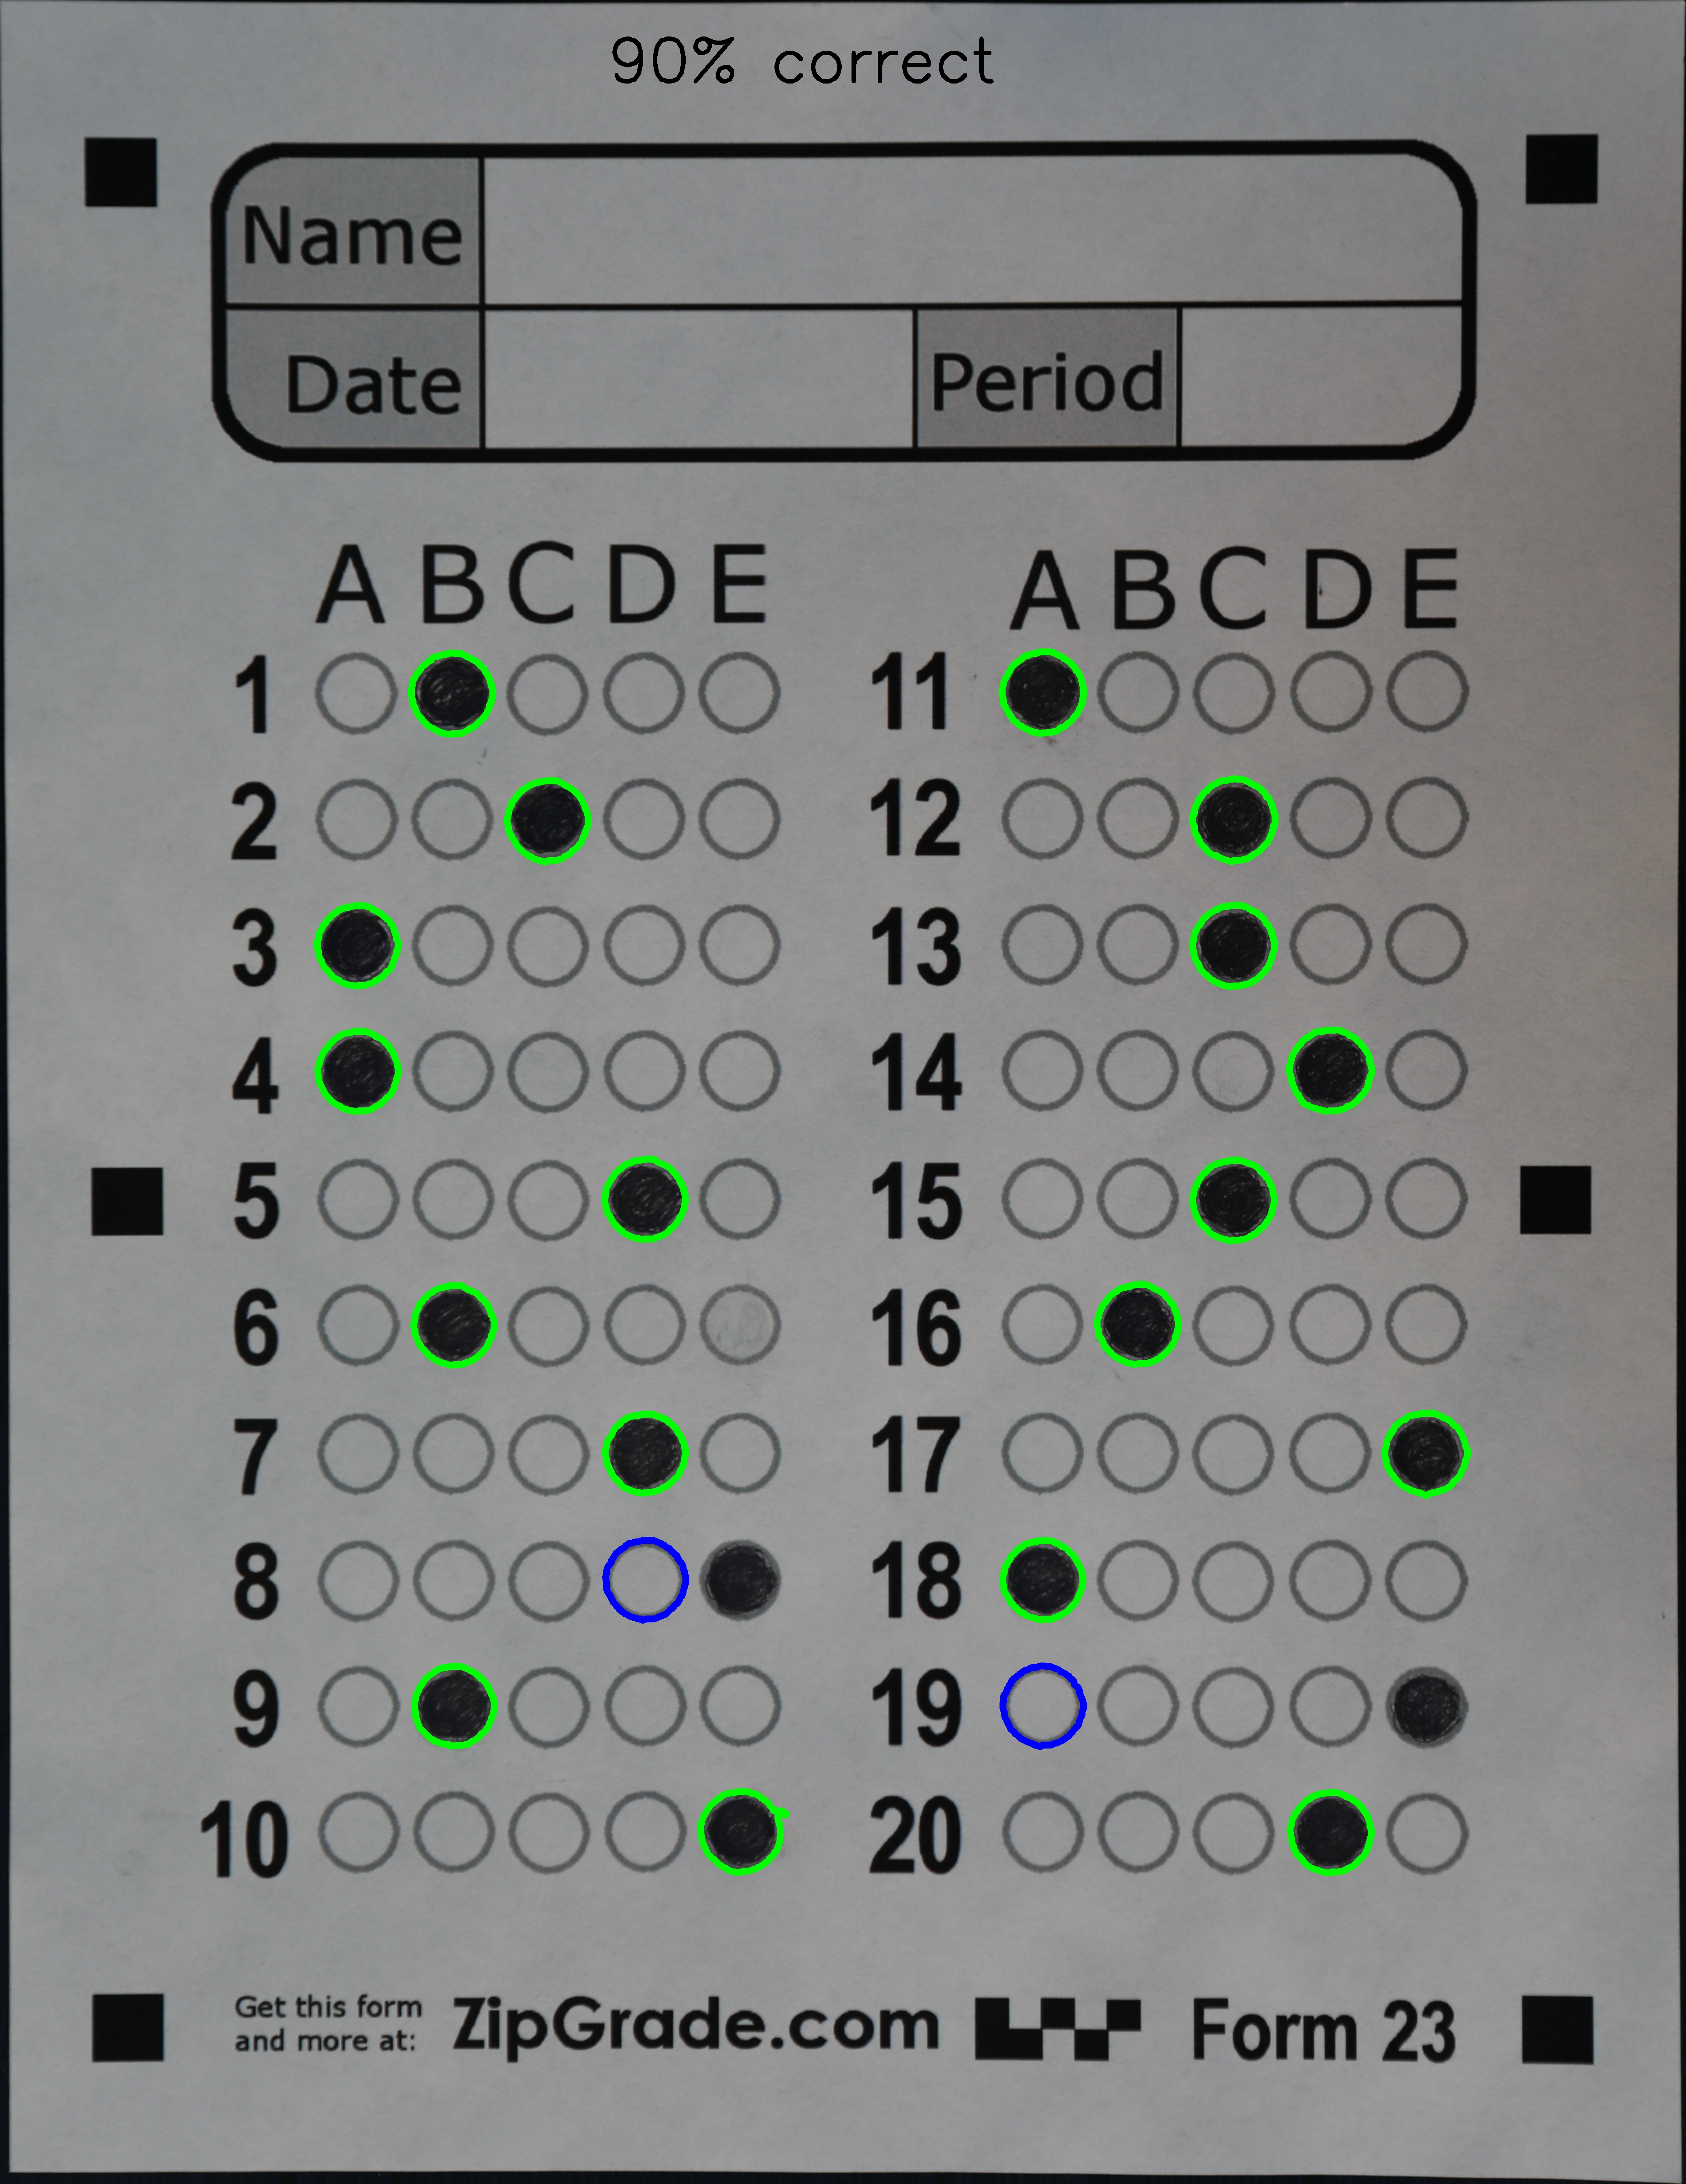 90% correct
Name
Date Period
A B C D E A B C D E
1 11
2 12
3 13
4 14
5 15
6 16
7 17
8 18
9 19
10 20
Get this form
and more at:
ZipGrade.com Form 23